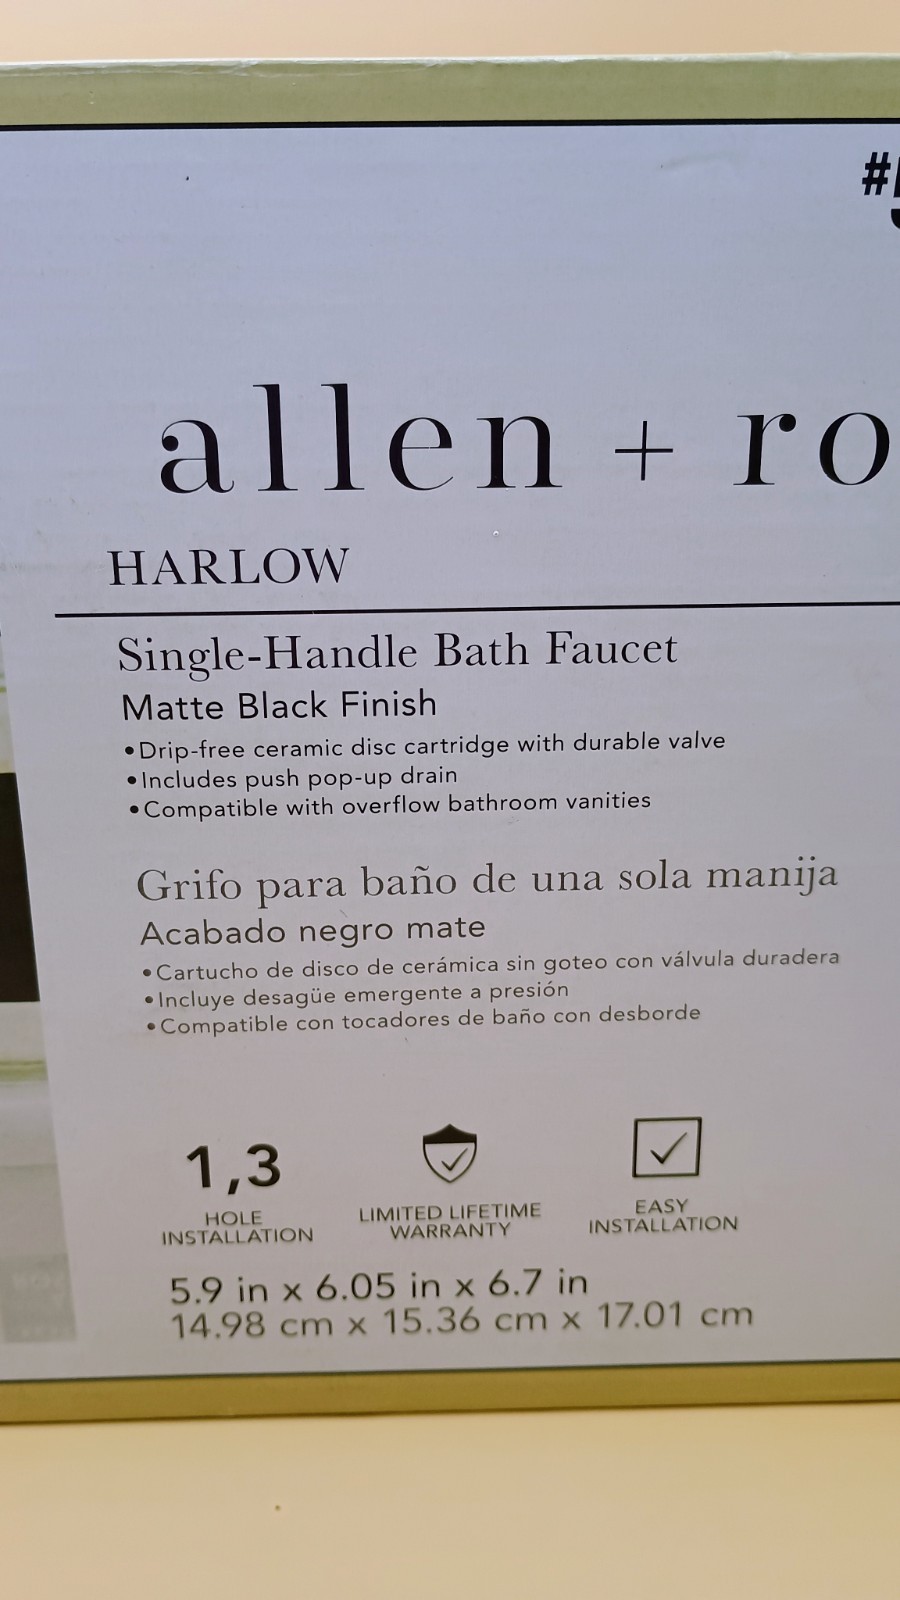 allen + ro
HARLOW
Single-Handle Bath Faucet
Matte Black Finish
•Drip-free ceramic disc cartridge with durable valve
•Includes push pop-up drain
•Compatible with overflow bathroom vanities
Grifo para baño de una sola manija
Acabado negro mate
•Cartucho de disco de cerámica sin goteo con válvula duradera
•Incluye desagüe emergente a presión
•Compatible con tocadores de baño con desborde
1,3
HOLE
INSTALLATION
LIMITED LIFETIME
WARRANTY
EASY
INSTALLATION
5.9 in x 6.05 in x 6.7 in
14.98 cm x 15.36 cm x 17.01 cm